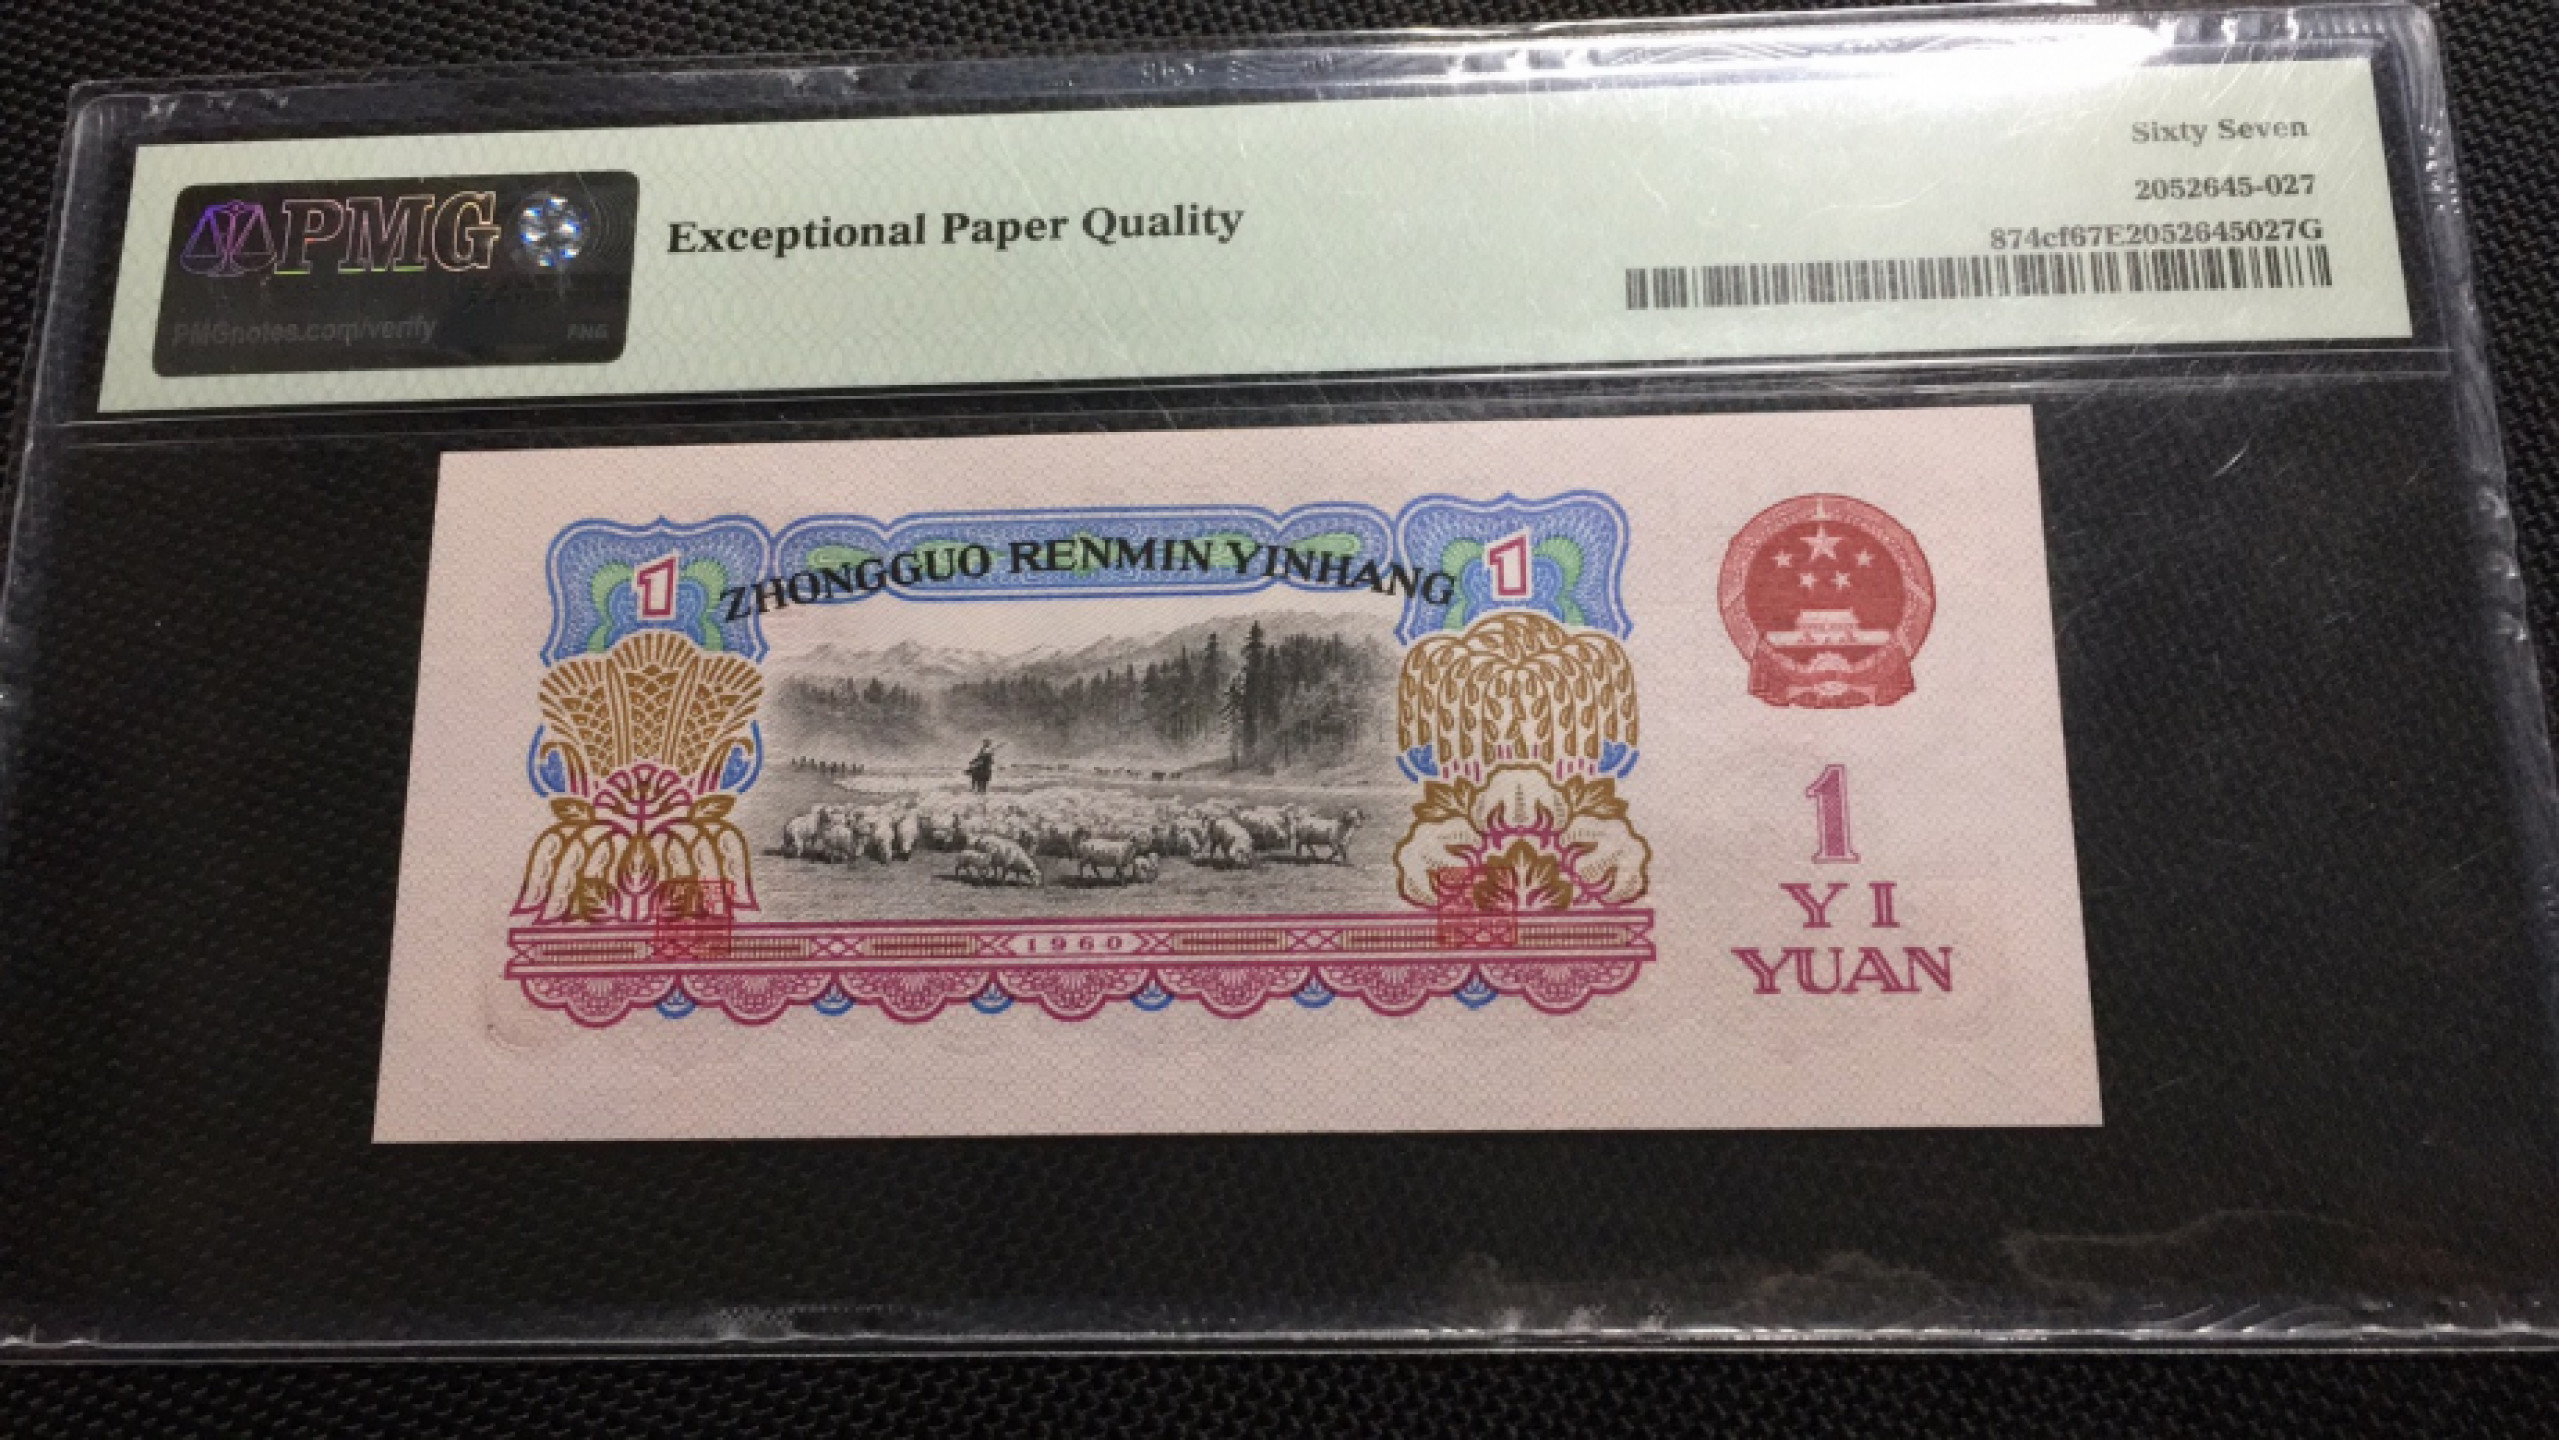 PMG
PMGnotes.com/verify
PMG
Exceptional Paper Quality
Sixty Seven
2052645-027
874cf67E2052645027G
1
ZHONGGUO RENMIN YINHANG
1
1960
1
YI
YUAN